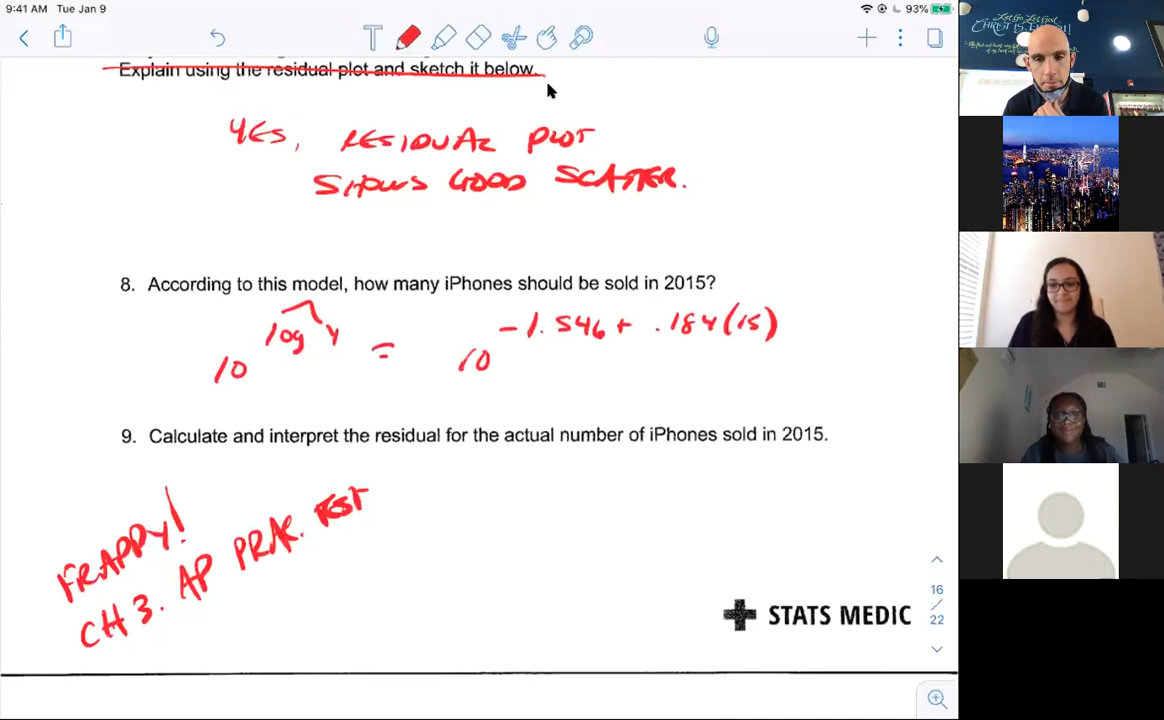 9:41 AM Tue Jan 9
93%
Explain using the residual plot and sketch it below.
YES, RESIDUAL PLOT
SHOWS GOOD SCATTER.
8. According to this model, how many iPhones should be sold in 2015?
10^log y = 10^-1.546 + .184(15)
9. Calculate and interpret the residual for the actual number of iPhones sold in 2015.
FRAPPY!
CH 3. AP PRAC. TEST
16
/
22
STATS MEDIC